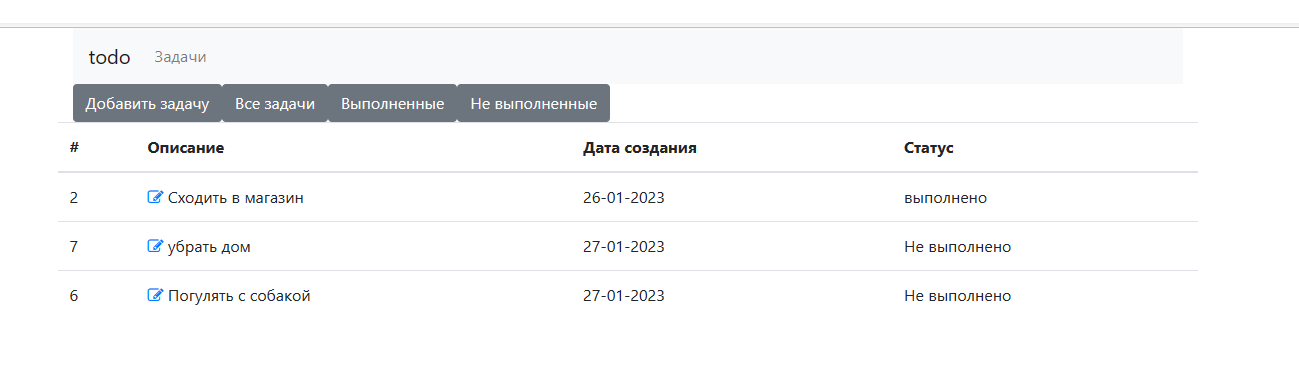 todo Задачи
Добавить задачу Все задачи Выполненные Не выполненные
# Описание Дата создания Статус
2 Сходить в магазин 26-01-2023 выполнено
7 убрать дом 27-01-2023 Не выполнено
6 Погулять с собакой 27-01-2023 Не выполнено